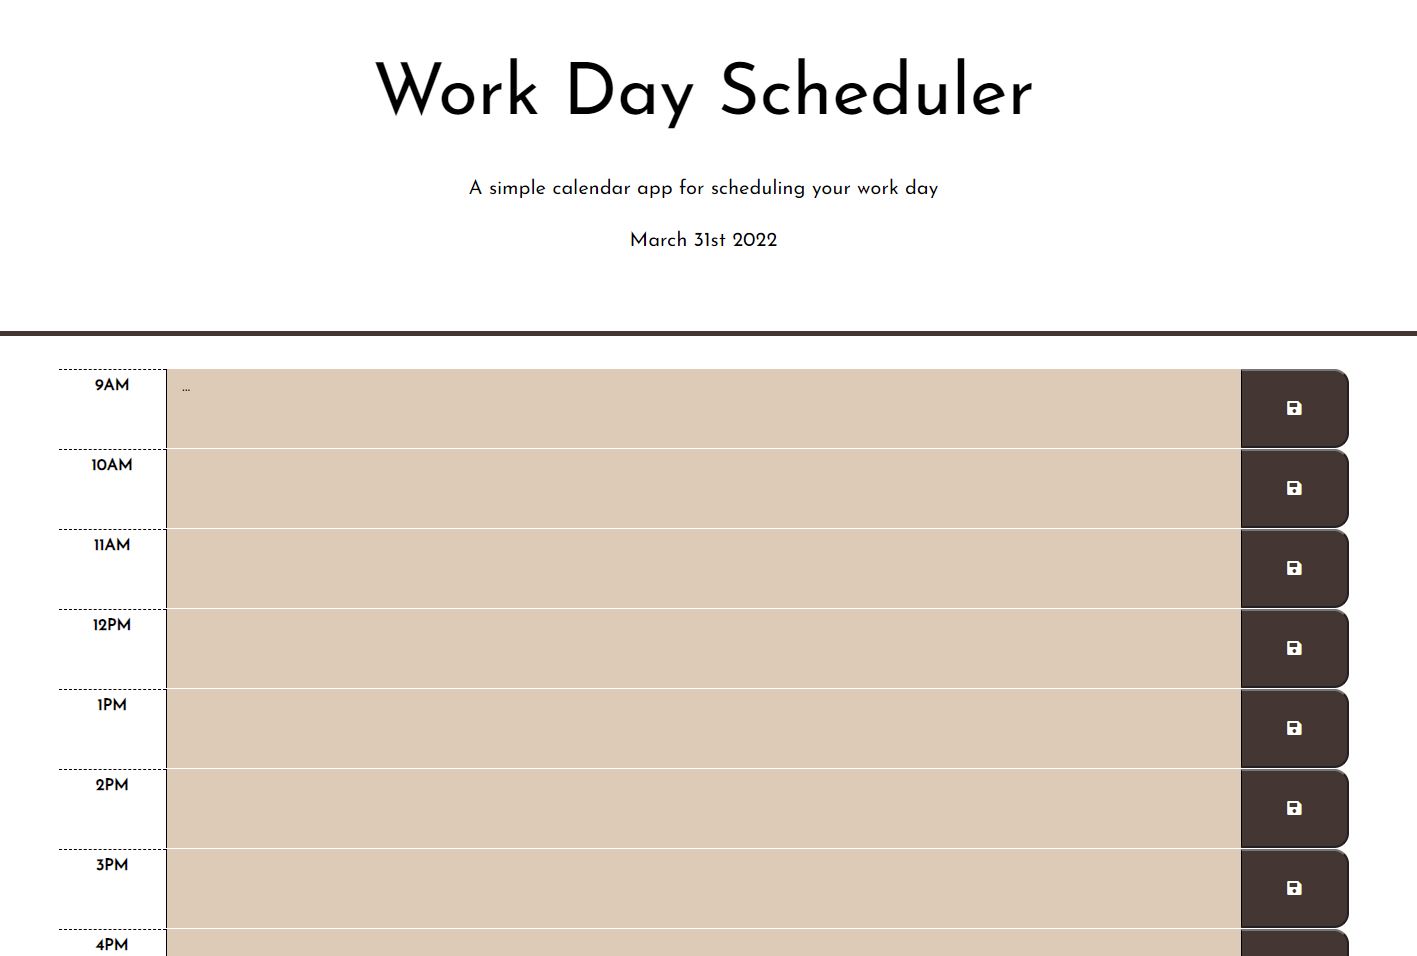 Work Day Scheduler
A simple calendar app for scheduling your work day
March 31st 2022
9AM
...
10AM
11AM
12PM
1PM
2PM
3PM
4PM